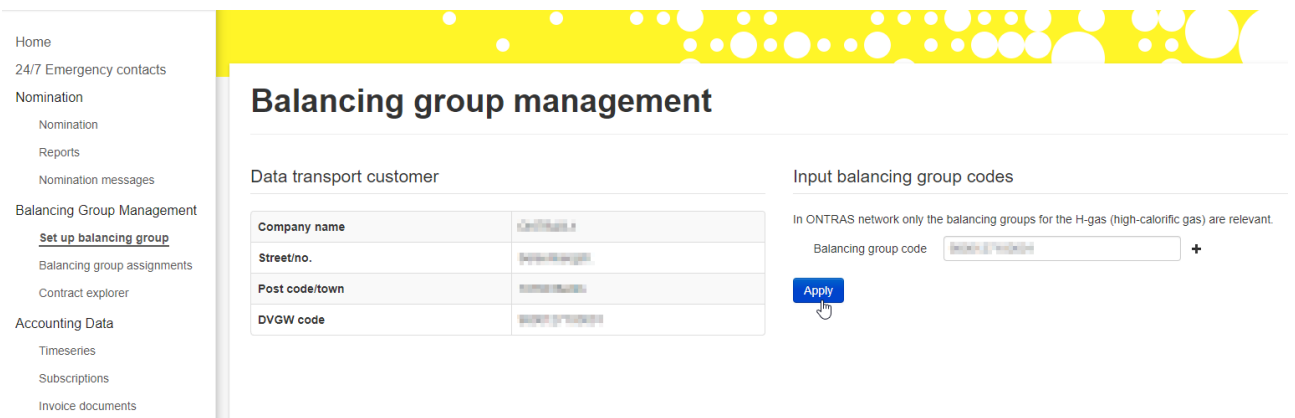 Home
24/7 Emergency contacts
Nomination
Nomination
Reports
Nomination messages
Balancing Group Management
Set up balancing group
Balancing group assignments
Contract explorer
Accounting Data
Timeseries
Subscriptions
Invoice documents
Balancing group management
Data transport customer
Company name
Street/no.
Post code/town
DVGW code
Input balancing group codes
In ONTRAS network only the balancing groups for the H-gas (high-calorific gas) are relevant.
Balancing group code
Apply